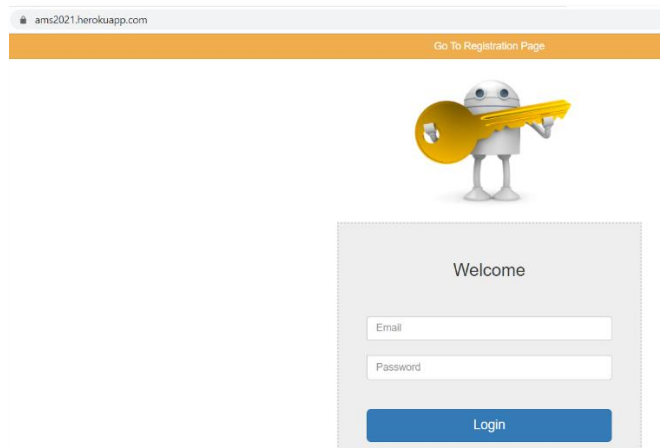 ams2021.herokuapp.com
Go To Registration Page
Welcome
Email
Password
Login